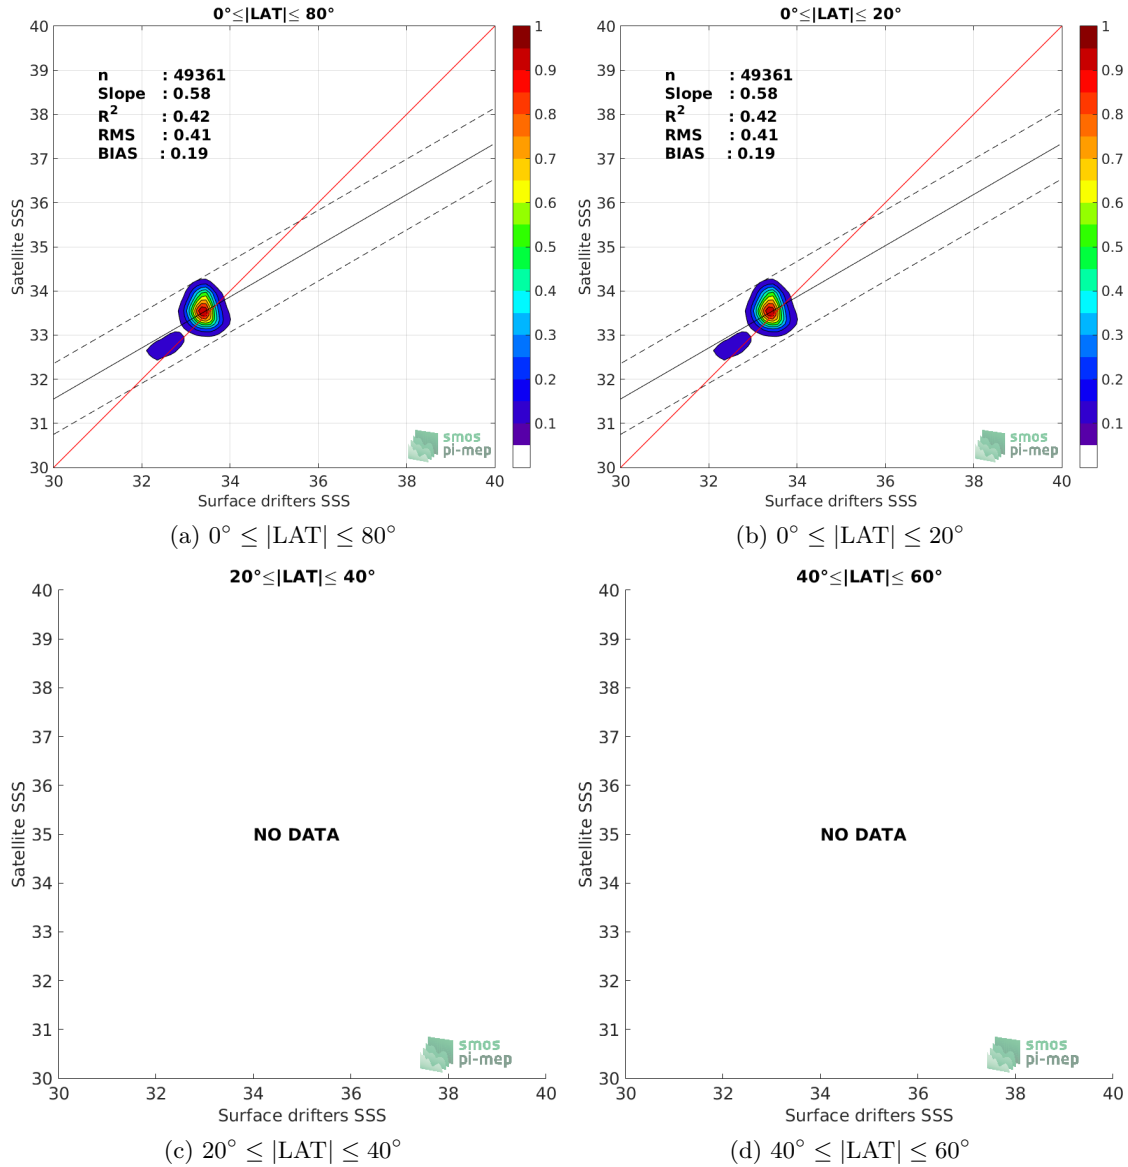 0°≤|LAT|≤ 80°
40
39
38
37
36
35
34
33
32
31
30
Satellite SSS
n : 49361
Slope : 0.58
R² : 0.42
RMS : 0.41
BIAS : 0.19
smos
pi-mep
30 32 34 36 38 40
Surface drifters SSS
1
0.9
0.8
0.7
0.6
0.5
0.4
0.3
0.2
0.1
(a) 0° ≤ |LAT| ≤ 80°
0°≤|LAT|≤ 20°
40
39
38
37
36
35
34
33
32
31
30
Satellite SSS
n : 49361
Slope : 0.58
R² : 0.42
RMS : 0.41
BIAS : 0.19
smos
pi-mep
30 32 34 36 38 40
Surface drifters SSS
1
0.9
0.8
0.7
0.6
0.5
0.4
0.3
0.2
0.1
(b) 0° ≤ |LAT| ≤ 20°
20°≤|LAT|≤ 40°
40
39
38
37
36
35
34
33
32
31
30
Satellite SSS
NO DATA
smos
pi-mep
30 32 34 36 38 40
Surface drifters SSS
(c) 20° ≤ |LAT| ≤ 40°
40°≤|LAT|≤ 60°
40
39
38
37
36
35
34
33
32
31
30
Satellite SSS
NO DATA
smos
pi-mep
30 32 34 36 38 40
Surface drifters SSS
(d) 40° ≤ |LAT| ≤ 60°